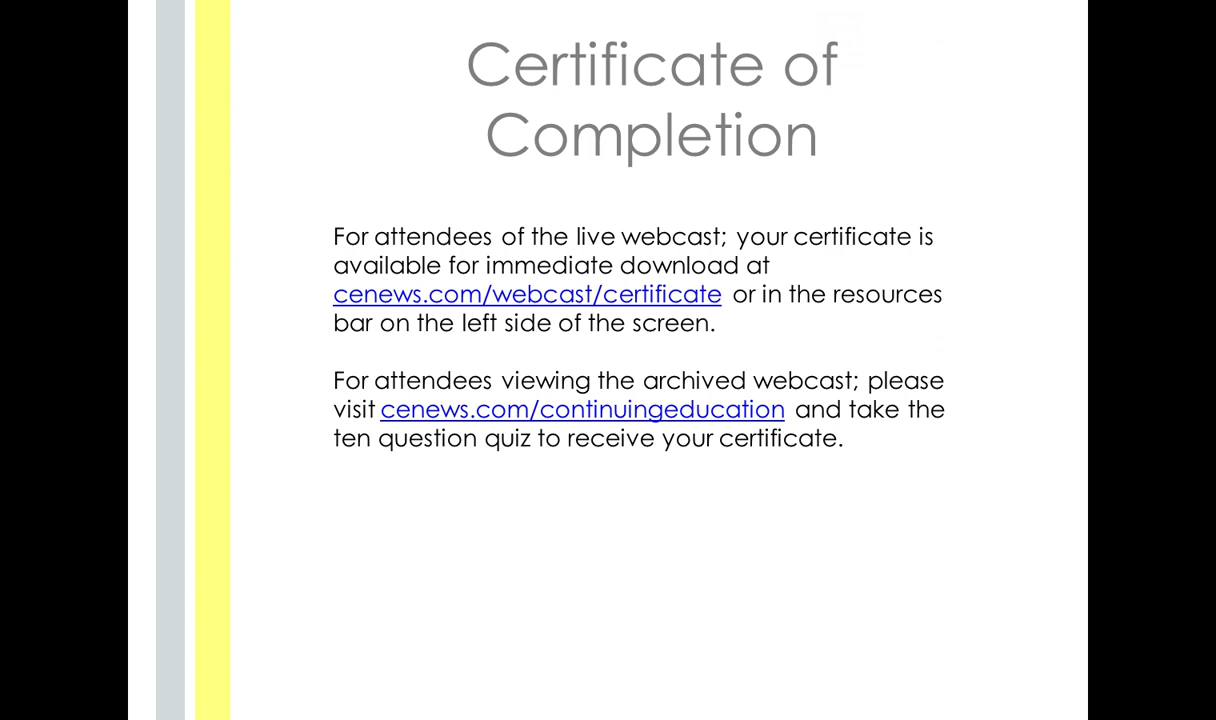 Certificate of
Completion
For attendees of the live webcast; your certificate is
available for immediate download at
cenews.com/webcast/certificate or in the resources
bar on the left side of the screen.
For attendees viewing the archived webcast; please
visit cenews.com/continuingeducation and take the
ten question quiz to receive your certificate.